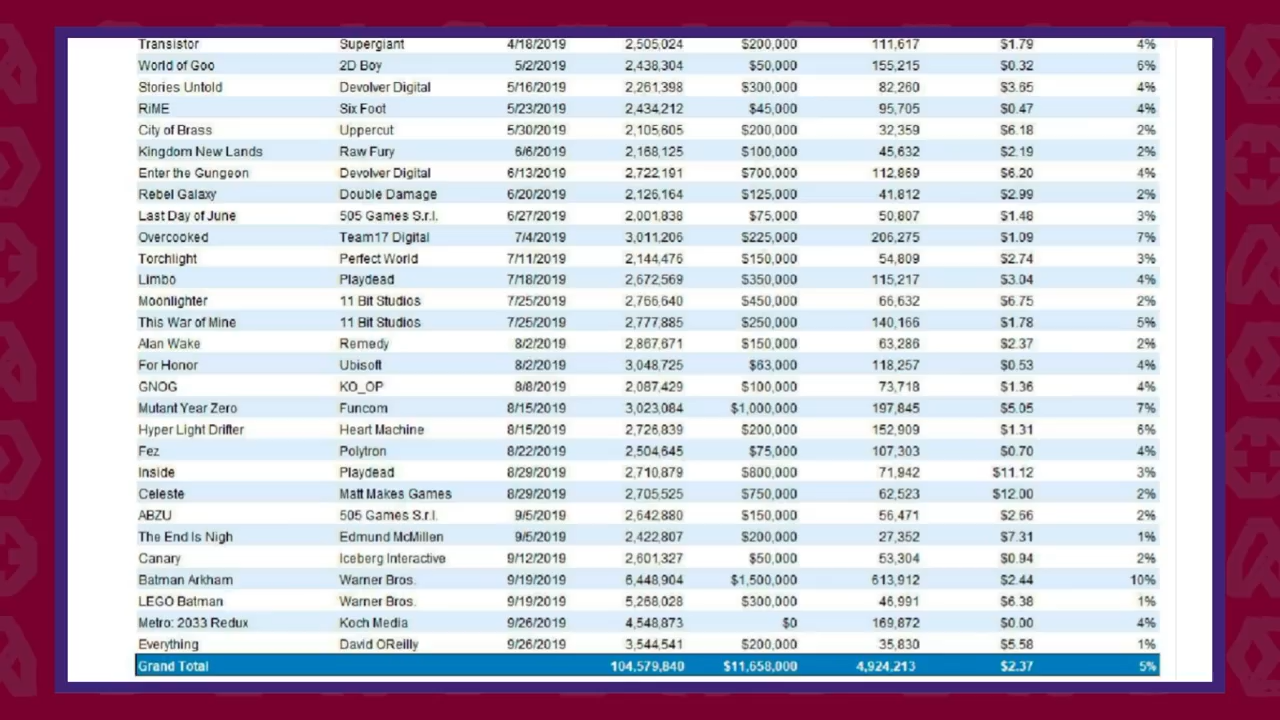 Transistor Supergiant 4/18/2019 2,505,024 $200,000 111,617 $1.79 4%
World of Goo 2D Boy 5/2/2019 2,438,304 $50,000 155,215 $0.32 6%
Stories Untold Devolver Digital 5/16/2019 2,261,398 $300,000 82,260 $3.65 4%
RiME Six Foot 5/23/2019 2,434,212 $45,000 95,705 $0.47 4%
City of Brass Uppercut 5/30/2019 2,105,605 $200,000 32,359 $6.18 2%
Kingdom New Lands Raw Fury 6/6/2019 2,168,125 $100,000 45,632 $2.19 2%
Enter the Gungeon Devolver Digital 6/13/2019 2,722,191 $700,000 112,869 $6.20 4%
Rebel Galaxy Double Damage 6/20/2019 2,126,164 $125,000 41,812 $2.99 2%
Last Day of June 505 Games S.r.l. 6/27/2019 2,001,838 $75,000 50,807 $1.48 3%
Overcooked Team17 Digital 7/4/2019 3,011,206 $225,000 206,275 $1.09 7%
Torchlight Perfect World 7/11/2019 2,144,476 $150,000 54,809 $2.74 3%
Limbo Playdead 7/18/2019 2,672,569 $350,000 115,217 $3.04 4%
Moonlighter 11 Bit Studios 7/25/2019 2,766,640 $450,000 66,632 $6.75 2%
This War of Mine 11 Bit Studios 7/25/2019 2,777,885 $250,000 140,166 $1.78 5%
Alan Wake Remedy 8/2/2019 2,867,671 $150,000 63,286 $2.37 2%
For Honor Ubisoft 8/2/2019 3,048,725 $63,000 118,257 $0.53 4%
GNOG KO_OP 8/8/2019 2,087,429 $100,000 73,718 $1.36 4%
Mutant Year Zero Funcom 8/15/2019 3,023,084 $1,000,000 197,845 $5.05 7%
Hyper Light Drifter Heart Machine 8/15/2019 2,726,839 $200,000 152,909 $1.31 6%
Fez Polytron 8/22/2019 2,504,645 $75,000 107,303 $0.70 4%
Inside Playdead 8/29/2019 2,710,879 $800,000 71,942 $11.12 3%
Celeste Matt Makes Games 8/29/2019 2,705,525 $750,000 62,523 $12.00 2%
ABZU 505 Games S.r.l. 9/5/2019 2,642,880 $150,000 56,471 $2.66 2%
The End Is Nigh Edmund McMillen 9/5/2019 2,422,807 $200,000 27,352 $7.31 1%
Canary Iceberg Interactive 9/12/2019 2,601,327 $50,000 53,304 $0.94 2%
Batman Arkham Warner Bros. 9/19/2019 6,448,904 $1,500,000 613,912 $2.44 10%
LEGO Batman Warner Bros. 9/19/2019 5,268,028 $300,000 46,991 $6.38 1%
Metro: 2033 Redux Koch Media 9/26/2019 4,548,873 $0 169,872 $0.00 4%
Everything David OReilly 9/26/2019 3,544,541 $200,000 35,830 $5.58 1%
Grand Total 104,579,840 $11,658,000 4,924,213 $2.37 5%